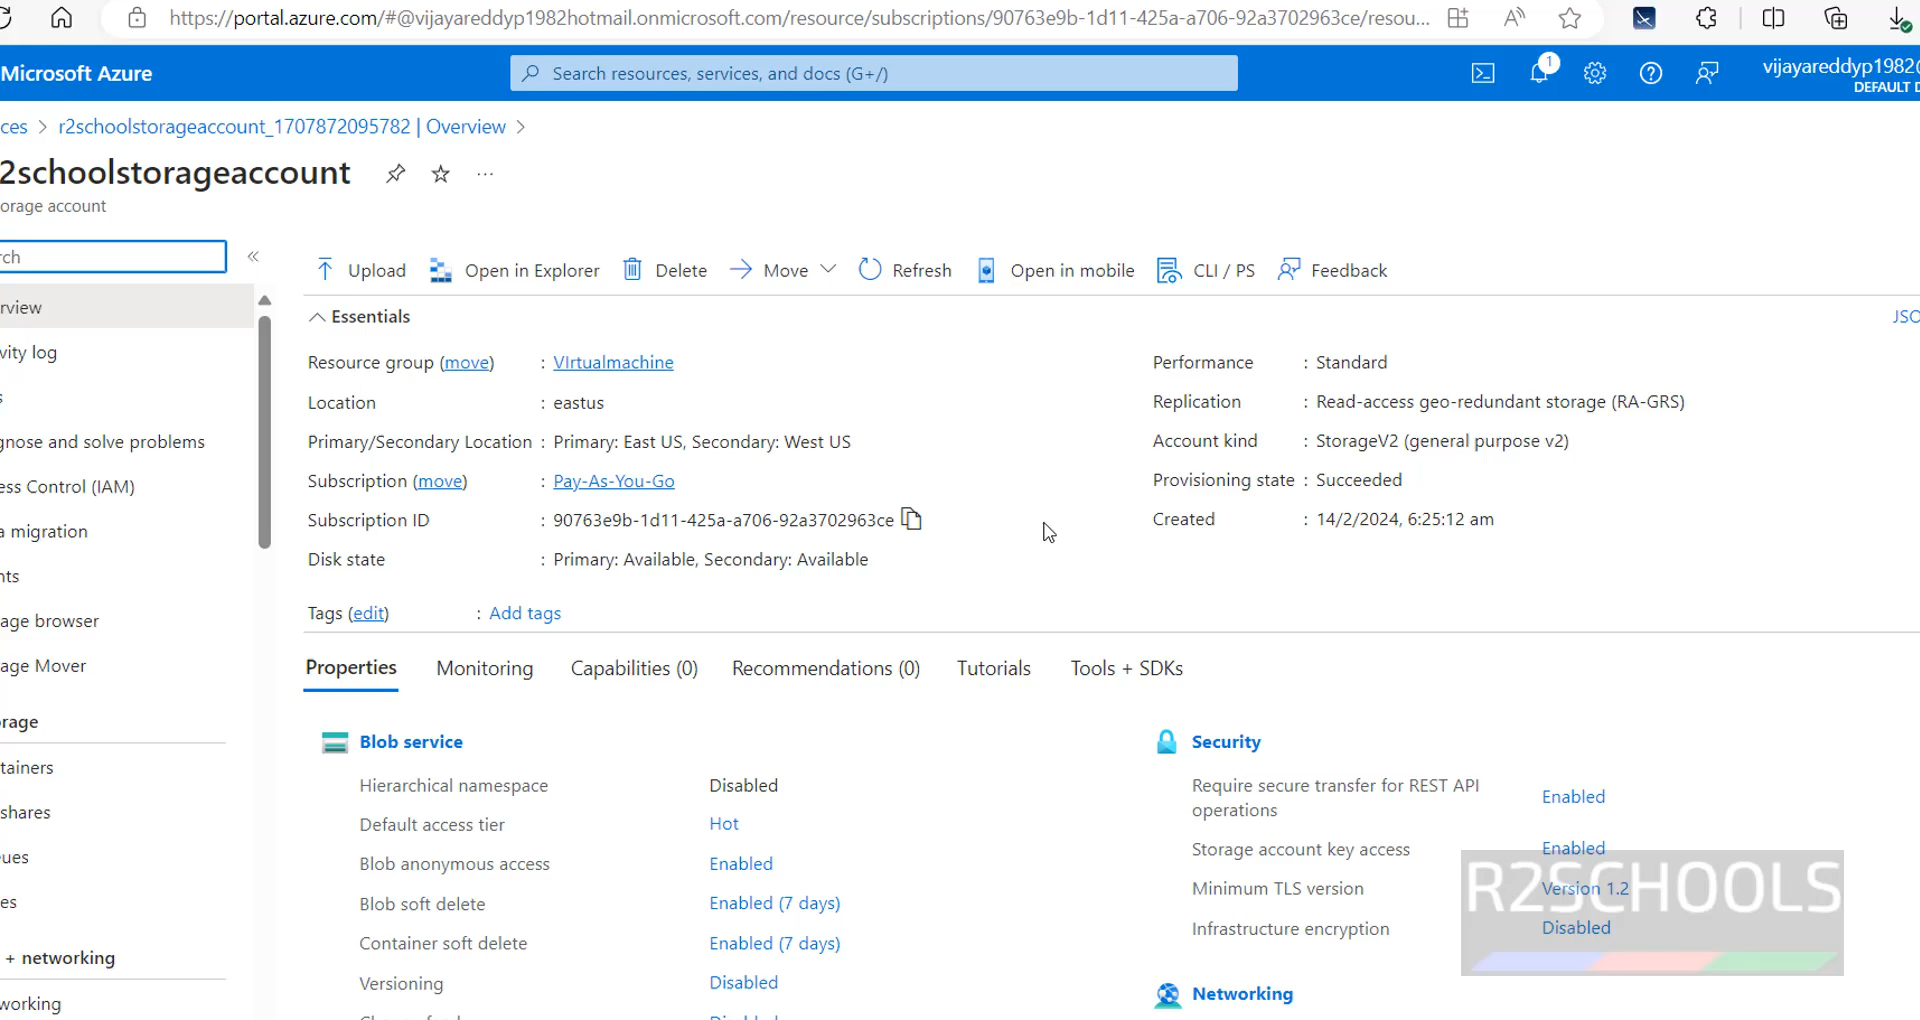 https://portal.azure.com/#@vijayareddyp1982hotmail.onmicrosoft.com/resource/subscriptions/90763e9b-1d11-425a-a706-92a3702963ce/resou...
Microsoft Azure
Search resources, services, and docs (G+/)
1
vijayareddyp1982@
DEFAULT D
ces > r2schoolstorageaccount_1707872095782 | Overview >
2schoolstorageaccount
orage account
rch
Upload Open in Explorer Delete Move Refresh Open in mobile CLI / PS Feedback
rview
vity log
s
gnose and solve problems
ess Control (IAM)
a migration
nts
age browser
age Mover
rage
tainers
shares
ues
es
+ networking
working
Essentials
JSO
Resource group (move) : VIrtualmachine
Location : eastus
Primary/Secondary Location : Primary: East US, Secondary: West US
Subscription (move) : Pay-As-You-Go
Subscription ID : 90763e9b-1d11-425a-a706-92a3702963ce
Disk state : Primary: Available, Secondary: Available
Performance : Standard
Replication : Read-access geo-redundant storage (RA-GRS)
Account kind : StorageV2 (general purpose v2)
Provisioning state : Succeeded
Created : 14/2/2024, 6:25:12 am
Tags (edit) : Add tags
Properties Monitoring Capabilities (0) Recommendations (0) Tutorials Tools + SDKs
Blob service
Hierarchical namespace Disabled
Default access tier Hot
Blob anonymous access Enabled
Blob soft delete Enabled (7 days)
Container soft delete Enabled (7 days)
Versioning Disabled
Security
Require secure transfer for REST API
operations Enabled
Storage account key access Enabled
Minimum TLS version Version 1.2
Infrastructure encryption Disabled
R2SCHOOLS
Networking